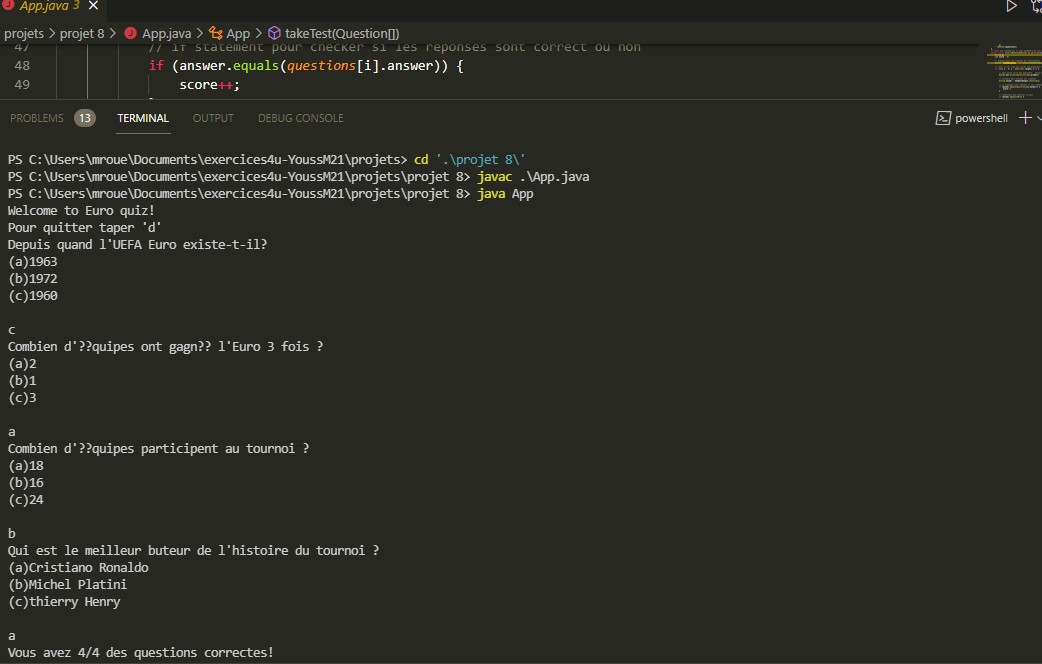 App.java 3
projets > projet 8 > App.java > App > takeTest(Question[])
47 // if statement pour checker si les reponses sont correct ou non
48 if (answer.equals(questions[i].answer)) {
49 score++;
PROBLEMS 13 TERMINAL OUTPUT DEBUG CONSOLE powershell
PS C:\Users\mroue\Documents\exercices4u-YoussM21\projets> cd '.\projet 8\'
PS C:\Users\mroue\Documents\exercices4u-YoussM21\projets\projet 8> javac .\App.java
PS C:\Users\mroue\Documents\exercices4u-YoussM21\projets\projet 8> java App
Welcome to Euro quiz!
Pour quitter taper 'd'
Depuis quand l'UEFA Euro existe-t-il?
(a)1963
(b)1972
(c)1960
c
Combien d'??quipes ont gagn?? l'Euro 3 fois ?
(a)2
(b)1
(c)3
a
Combien d'??quipes participent au tournoi ?
(a)18
(b)16
(c)24
b
Qui est le meilleur buteur de l'histoire du tournoi ?
(a)Cristiano Ronaldo
(b)Michel Platini
(c)thierry Henry
a
Vous avez 4/4 des questions correctes!